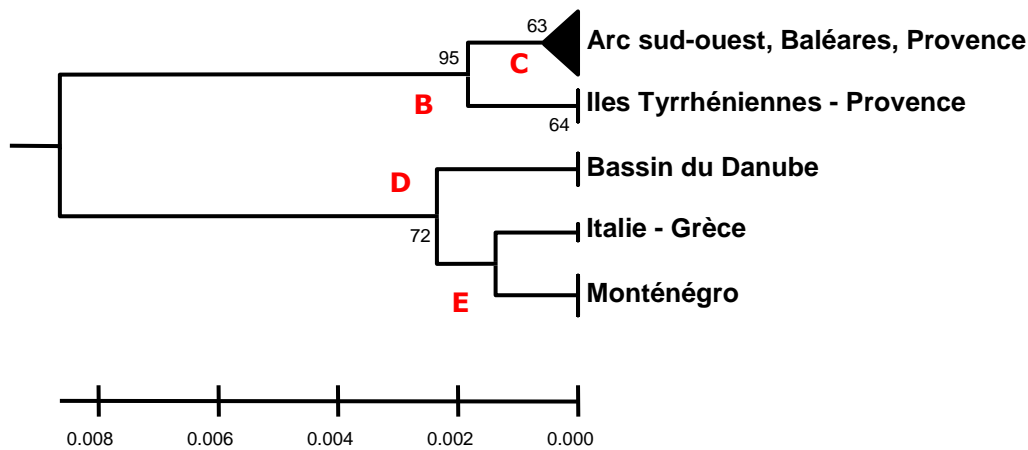 63
Arc sud-ouest, Baléares, Provence
95
C
B
Iles Tyrrhéniennes - Provence
64
D
Bassin du Danube
72
Italie - Grèce
E
Monténégro
0.008 0.006 0.004 0.002 0.000